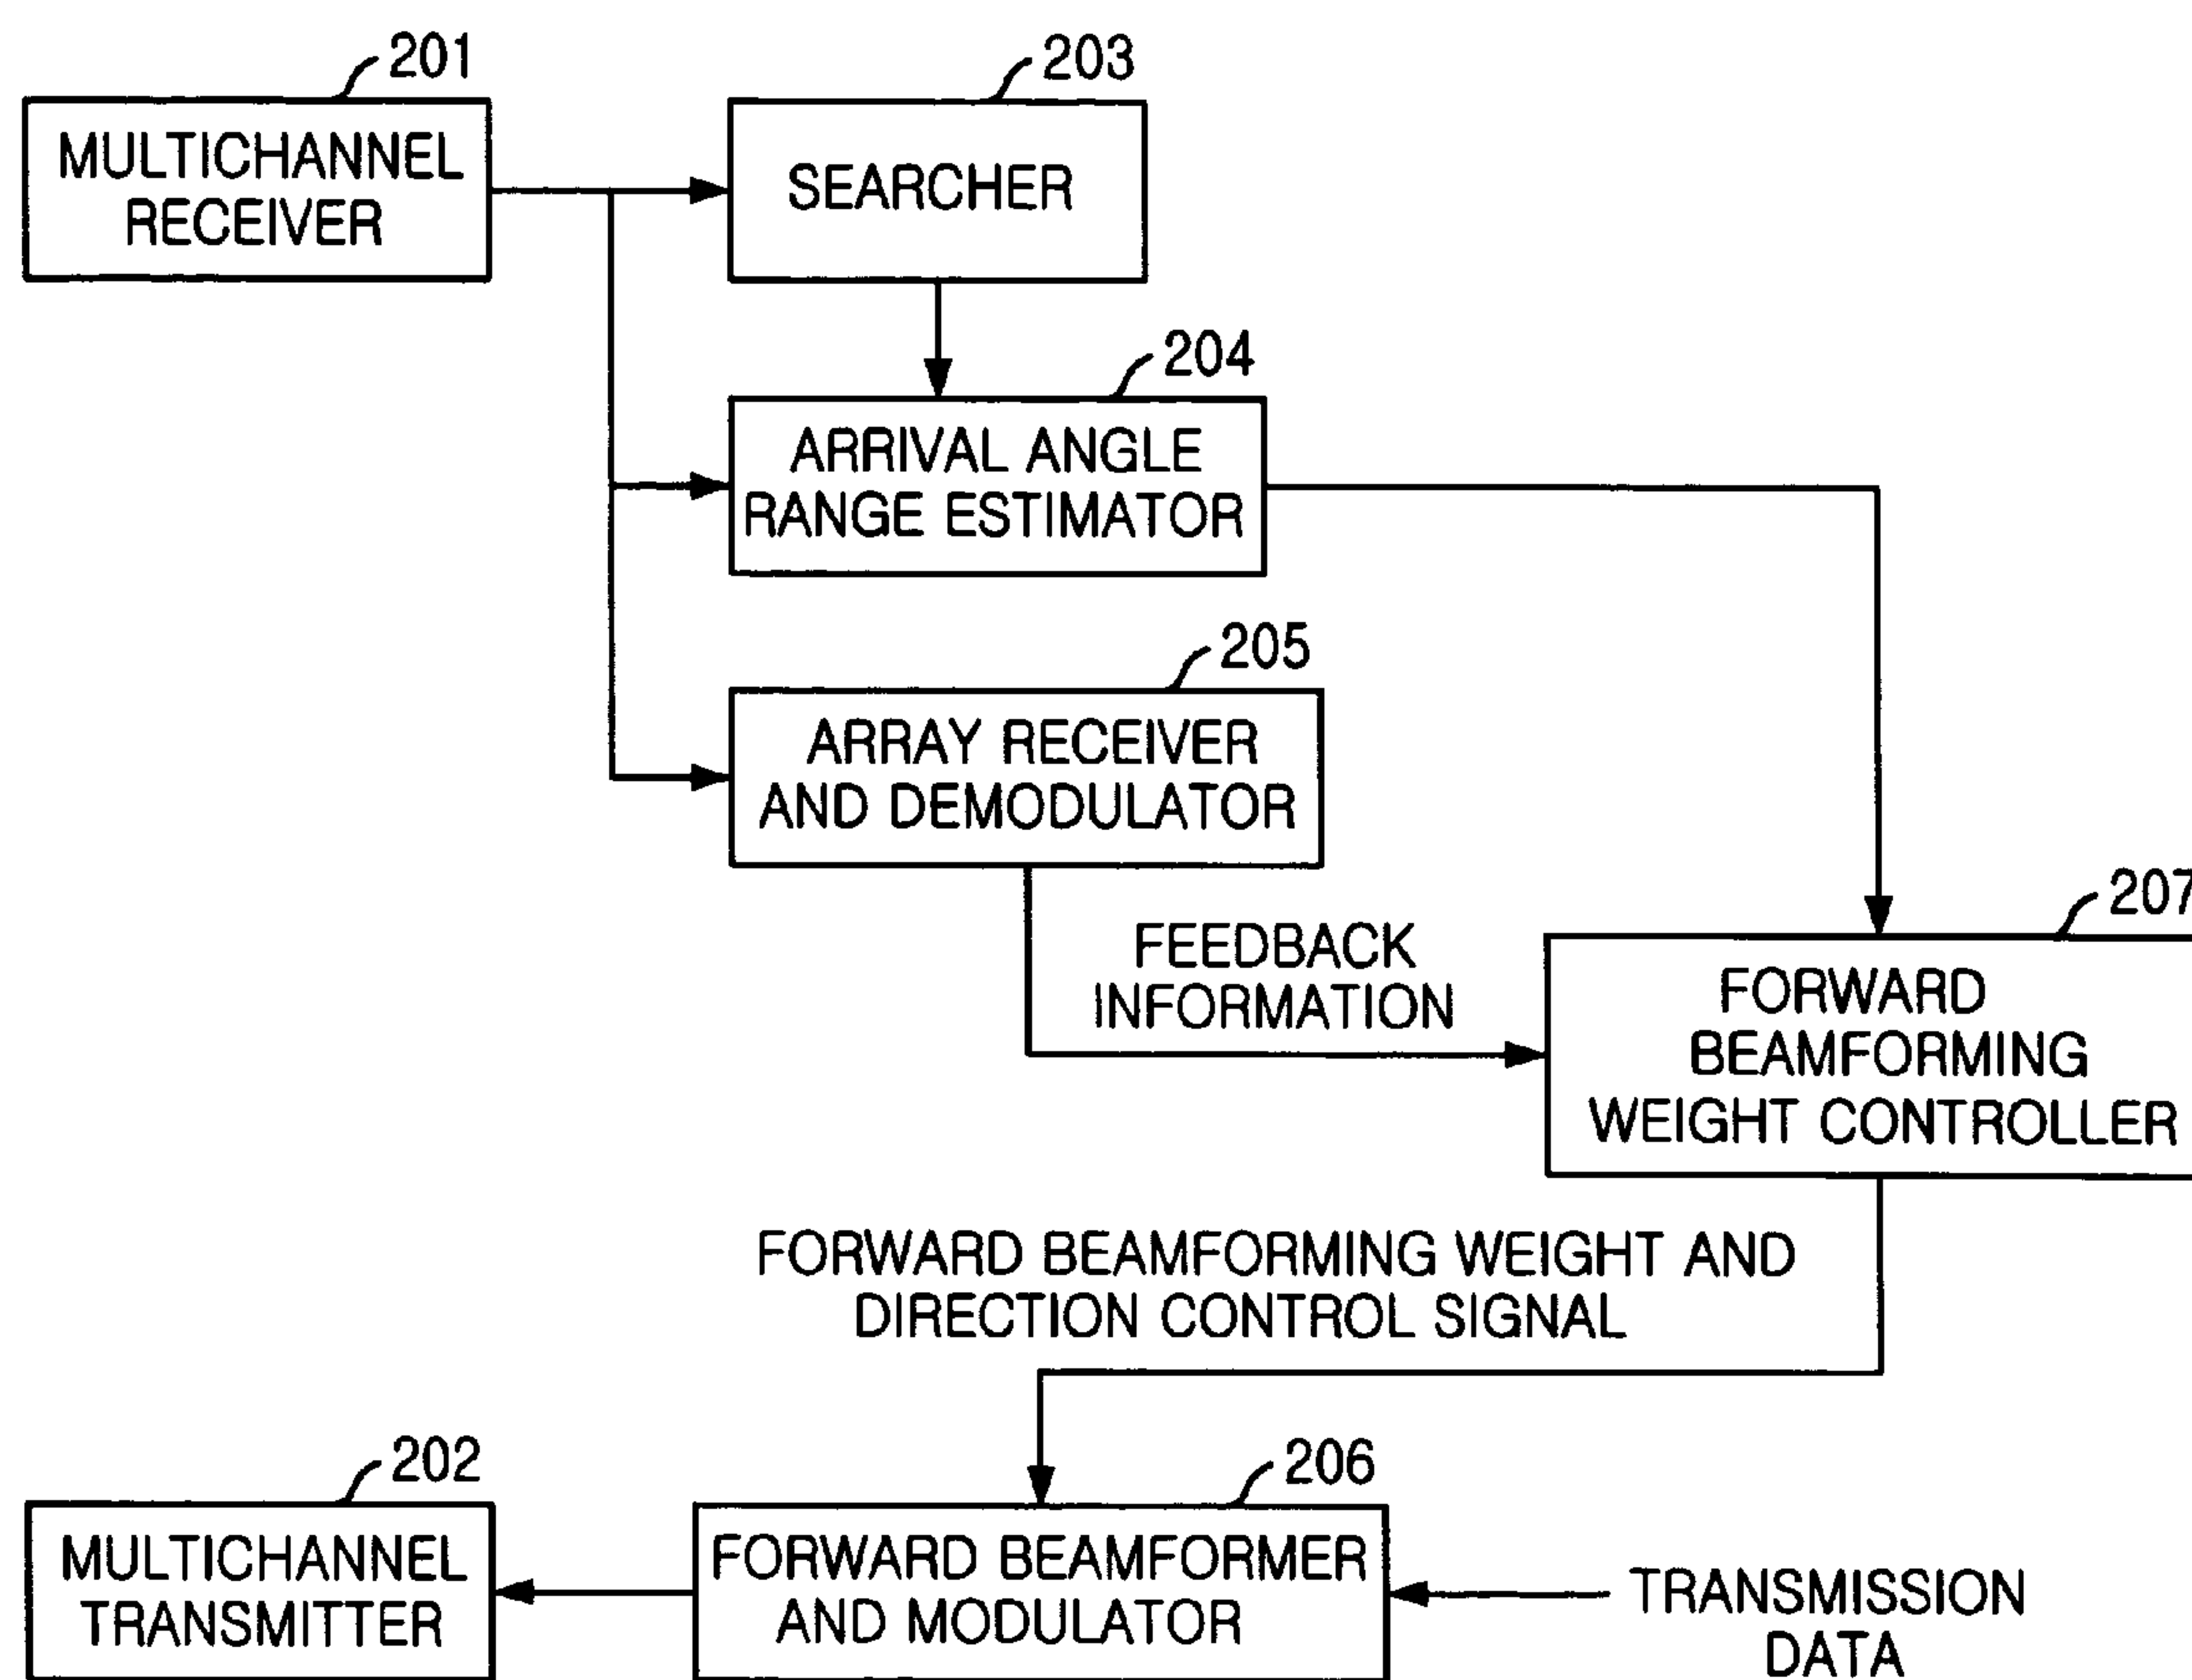 201
203
MULTICHANNEL
RECEIVER
SEARCHER
204
ARRIVAL ANGLE
RANGE ESTIMATOR
205
ARRAY RECEIVER
AND DEMODULATOR
207
FEEDBACK
INFORMATION
FORWARD
BEAMFORMING
WEIGHT CONTROLLER
FORWARD BEAMFORMING WEIGHT AND
DIRECTION CONTROL SIGNAL
202
206
MULTICHANNEL
TRANSMITTER
FORWARD BEAMFORMER
AND MODULATOR
TRANSMISSION
DATA